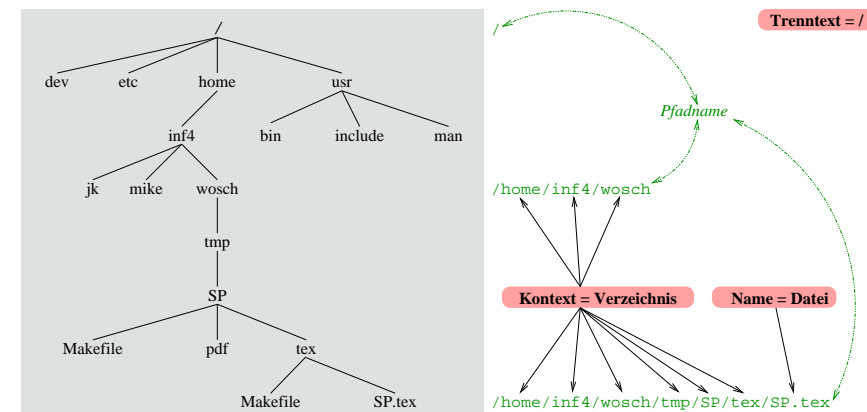 /
dev etc home usr
inf4 bin include man
jk mike wosch
tmp
SP
Makefile pdf tex
Makefile SP.tex
Trenntext = /
/
Pfadname
/home/inf4/wosch
Kontext = Verzeichnis
Name = Datei
/home/inf4/wosch/tmp/SP/tex/SP.tex